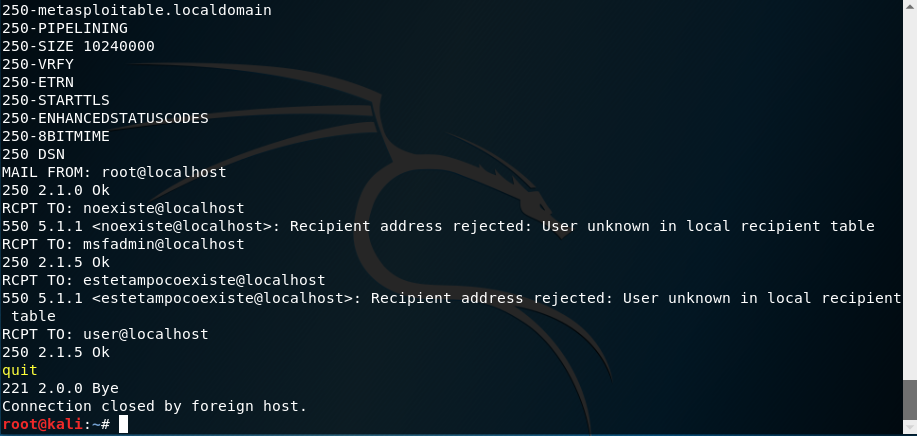 250-metasploitable.localdomain
250-PIPELINING
250-SIZE 10240000
250-VRFY
250-ETRN
250-STARTTLS
250-ENHANCEDSTATUSCODES
250-8BITMIME
250 DSN
MAIL FROM: root@localhost
250 2.1.0 Ok
RCPT TO: noexiste@localhost
550 5.1.1 <noexiste@localhost>: Recipient address rejected: User unknown in local recipient table
RCPT TO: msfadmin@localhost
250 2.1.5 Ok
RCPT TO: estetampocoexiste@localhost
550 5.1.1 <estetampocoexiste@localhost>: Recipient address rejected: User unknown in local recipient
 table
RCPT TO: user@localhost
250 2.1.5 Ok
quit
221 2.0.0 Bye
Connection closed by foreign host.
root@kali:~#